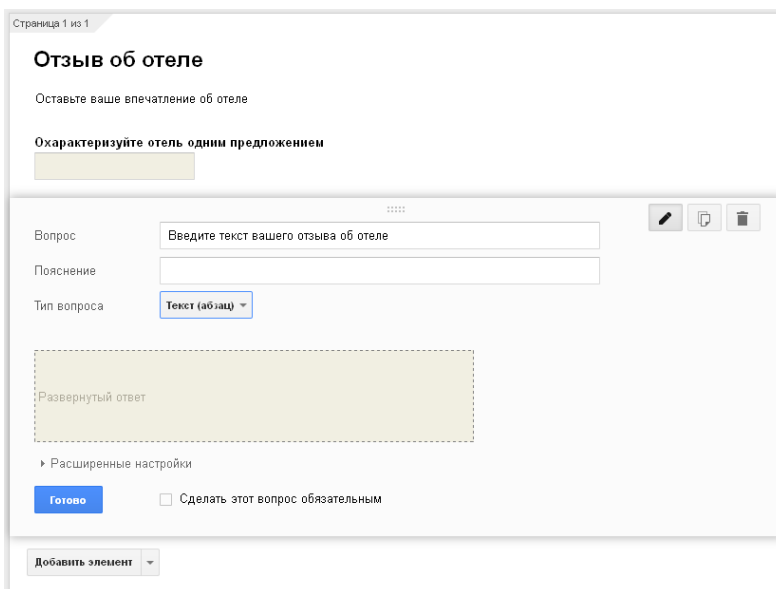 Страница 1 из 1
Отзыв об отеле
Оставьте ваше впечатление об отеле
Охарактеризуйте отель одним предложением
Вопрос
Введите текст вашего отзыва об отеле
Пояснение
Тип вопроса
Текст (абзац)
Развернутый ответ
Расширенные настройки
Готово
Сделать этот вопрос обязательным
Добавить элемент